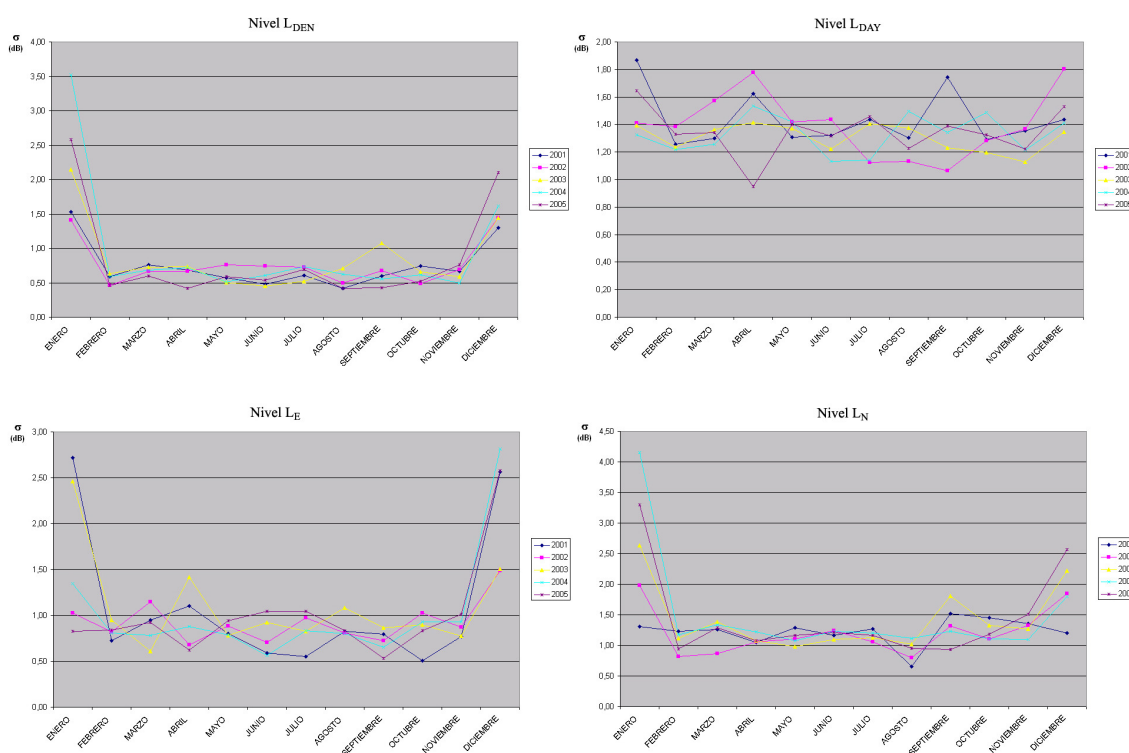 Nivel L_DEN
σ
(dB)
4,00
3,50
3,00
2,50
2,00
1,50
1,00
0,50
0,00
ENERO
FEBRERO
MARZO
ABRIL
MAYO
JUNIO
JULIO
AGOSTO
SEPTIEMBRE
OCTUBRE
NOVIEMBRE
DICIEMBRE
2001
2002
2003
2004
2005
Nivel L_DAY
σ
(dB)
2,00
1,80
1,60
1,40
1,20
1,00
0,80
0,60
0,40
0,20
0,00
ENERO
FEBRERO
MARZO
ABRIL
MAYO
JUNIO
JULIO
AGOSTO
SEPTIEMBRE
OCTUBRE
NOVIEMBRE
DICIEMBRE
Nivel L_E
σ
(dB)
3,00
2,50
2,00
1,50
1,00
0,50
0,00
ENERO
FEBRERO
MARZO
ABRIL
MAYO
JUNIO
JULIO
AGOSTO
SEPTIEMBRE
OCTUBRE
NOVIEMBRE
DICIEMBRE
2001
2002
2003
2004
2005
Nivel L_N
σ
(dB)
4,50
4,00
3,50
3,00
2,50
2,00
1,50
1,00
0,50
0,00
ENERO
FEBRERO
MARZO
ABRIL
MAYO
JUNIO
JULIO
AGOSTO
SEPTIEMBRE
OCTUBRE
NOVIEMBRE
DICIEMBRE